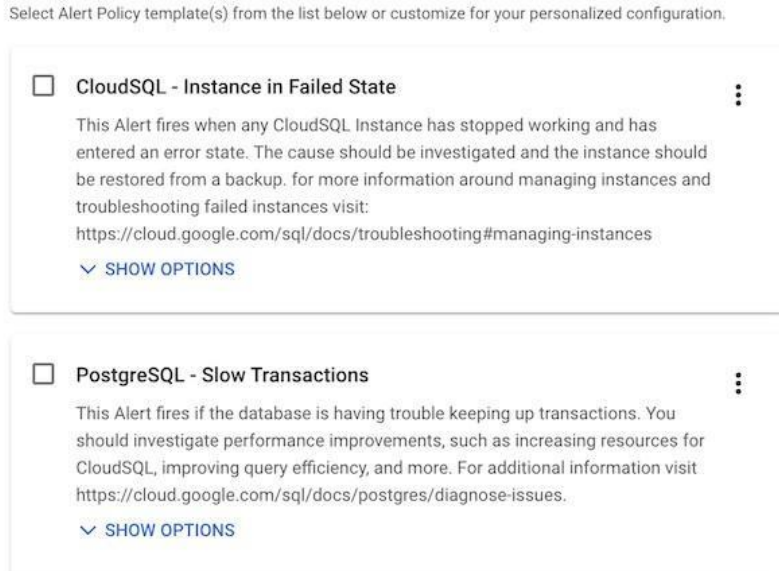 Select Alert Policy template(s) from the list below or customize for your personalized configuration.
CloudSQL - Instance in Failed State
This Alert fires when any CloudSQL Instance has stopped working and has
entered an error state. The cause should be investigated and the instance should
be restored from a backup. for more information around managing instances and
troubleshooting failed instances visit:
https://cloud.google.com/sql/docs/troubleshooting#managing-instances
SHOW OPTIONS
PostgreSQL - Slow Transactions
This Alert fires if the database is having trouble keeping up transactions. You
should investigate performance improvements, such as increasing resources for
CloudSQL, improving query efficiency, and more. For additional information visit
https://cloud.google.com/sql/docs/postgres/diagnose-issues.
SHOW OPTIONS